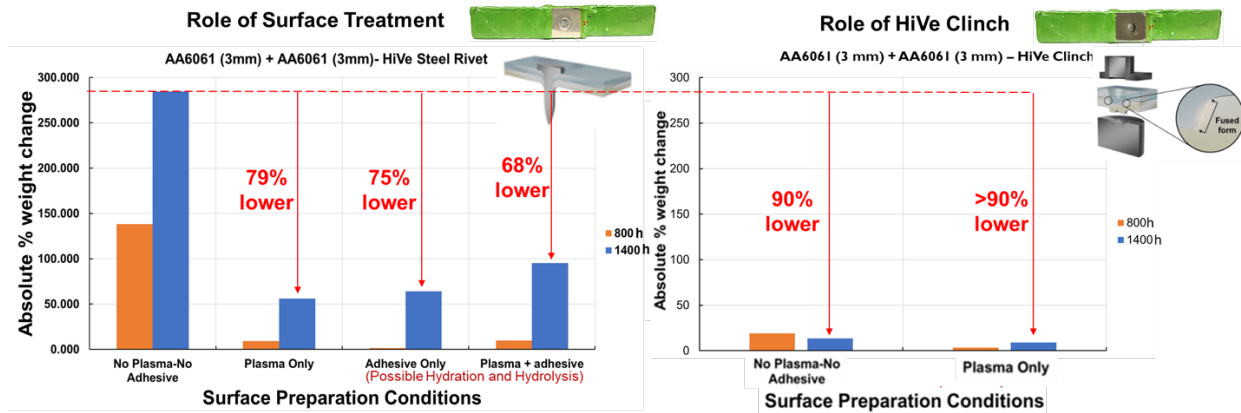 Role of Surface Treatment
AA6061 (3mm) + AA6061 (3mm)- HiVe Steel Rivet
Absolute % weight change
300.000
250.000
200.000
150.000
100.000
50.000
0.000
79%
lower
75%
lower
68%
lower
800 h
1400 h
No Plasma-No
Adhesive
Plasma Only
Adhesive Only
Plasma + adhesive
(Possible Hydration and Hydrolysis)
Surface Preparation Conditions
Role of HiVe Clinch
AA6061 (3 mm) + AA6061 (3 mm) – HiVe Clinch
Fused
form
Absolute % weight change
300
250
200
150
100
50
0
90%
lower
>90%
lower
800h
1400 h
No Plasma-No
Adhesive
Plasma Only
Surface Preparation Conditions